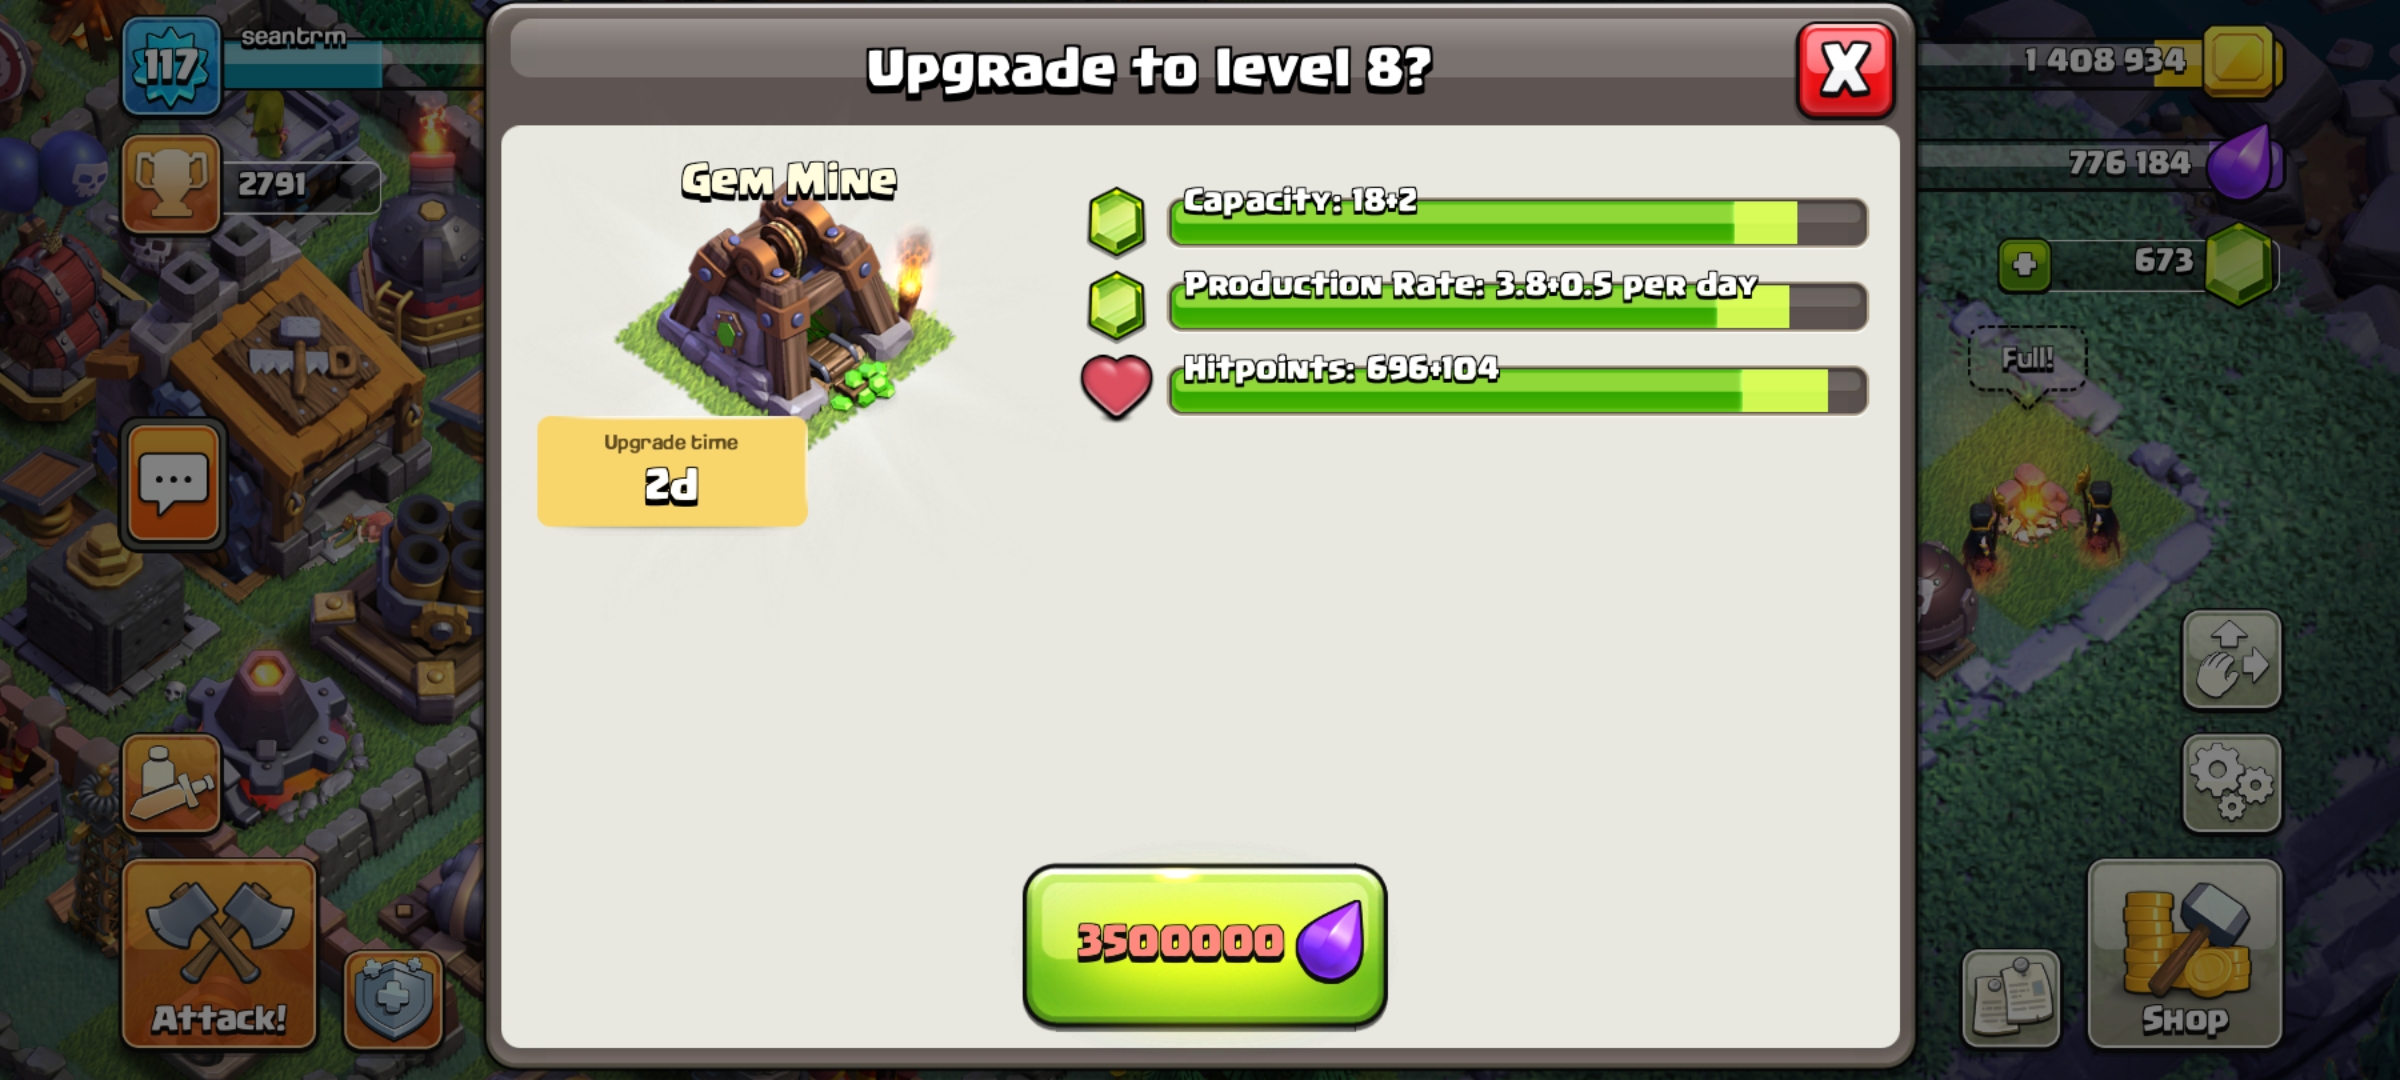 117
seantrm
Upgrade to level 8?
X
1 408 934
2791
Gem Mine
Capacity: 18+2
776 184
Production Rate: 3.8+0.5 per day
673
Hitpoints: 696+104
Full!
Upgrade time
2d
3500000
Attack!
Shop